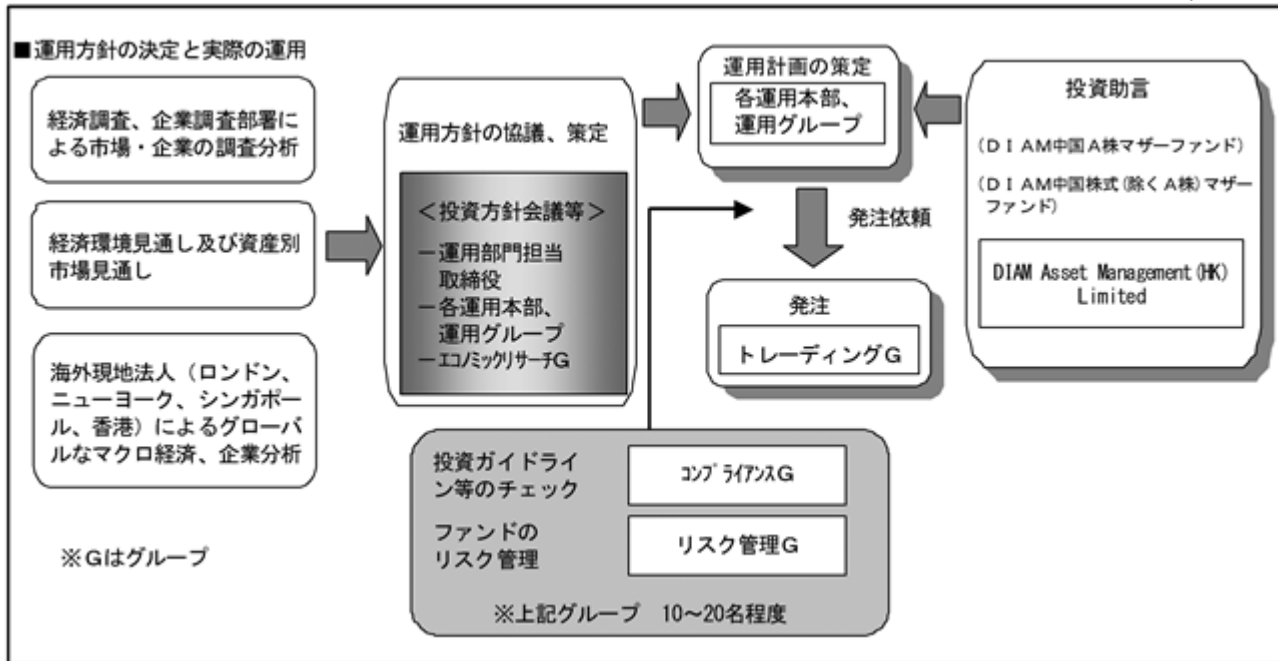 ■運用方針の決定と実際の運用
経済調査、企業調査部署に
よる市場・企業の調査分析
経済環境見通し及び資産別
市場見通し
海外現地法人（ロンドン、
ニューヨーク、シンガポー
ル、香港）によるグローバ
ルなマクロ経済、企業分析
※Gはグループ
運用方針の協議、策定
＜投資方針会議等＞
－運用部門担当
取締役
－各運用本部、
運用グループ
－ｴｺﾉﾐｯｸﾘｻｰﾁG
運用計画の策定
各運用本部、
運用グループ
発注依頼
発注
トレーディングG
投資助言
（ＤＩＡＭ中国Ａ株マザーファンド）
（ＤＩＡＭ中国株式（除くＡ株）マザー
ファンド）
DIAM Asset Management(HK)
Limited
投資ガイドライ
ン等のチェック
ｺﾝﾌﾟﾗｲｱﾝｽG
ファンドの
リスク管理
リスク管理G
※上記グループ　10～20名程度